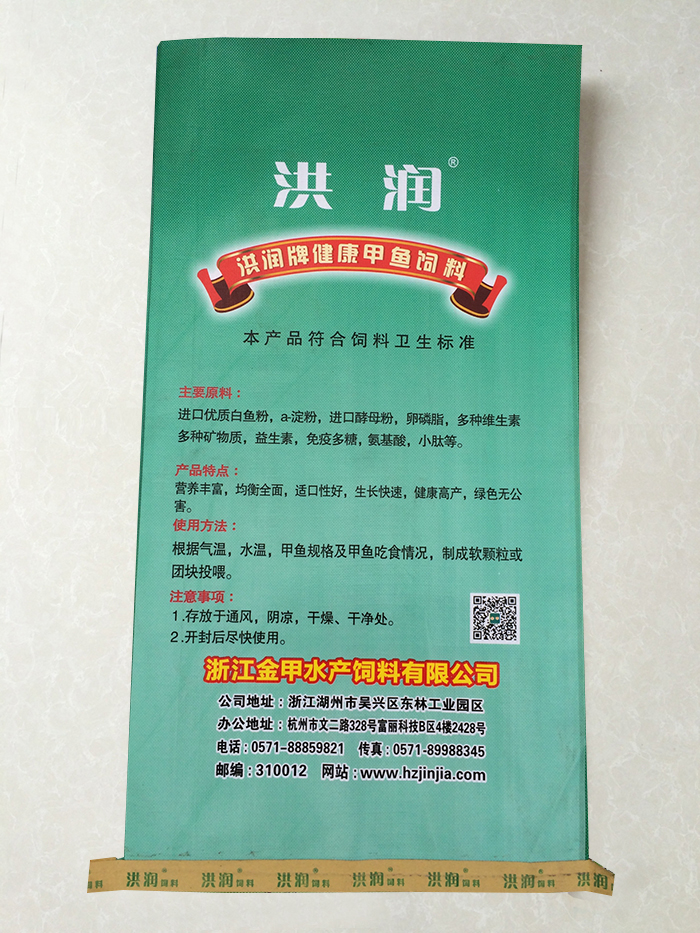 洪润®
洪润牌健康甲鱼饲料
本产品符合饲料卫生标准
主要原料：
进口优质白鱼粉，a-淀粉，进口酵母粉，卵磷脂，多种维生素
多种矿物质，益生素，免疫多糖，氨基酸，小肽等。
产品特点：
营养丰富，均衡全面，适口性好，生长快速，健康高产，绿色无公
害。
使用方法：
根据气温，水温，甲鱼规格及甲鱼吃食情况，制成软颗粒或
团块投喂。
注意事项：
1.存放于通风，阴凉，干燥、干净处。
2.开封后尽快使用。
浙江金甲水产饲料有限公司
公司地址：浙江湖州市吴兴区东林工业园区
办公地址：杭州市文二路328号富丽科技B区4楼2428号
电话：0571-88859821 传真：0571-89988345
邮编：310012 网站：www.hzjinjia.com
饲料 洪润®饲料 洪润®饲料 洪润®饲料 洪润®饲料 洪润®饲料 洪润®饲料 洪润®